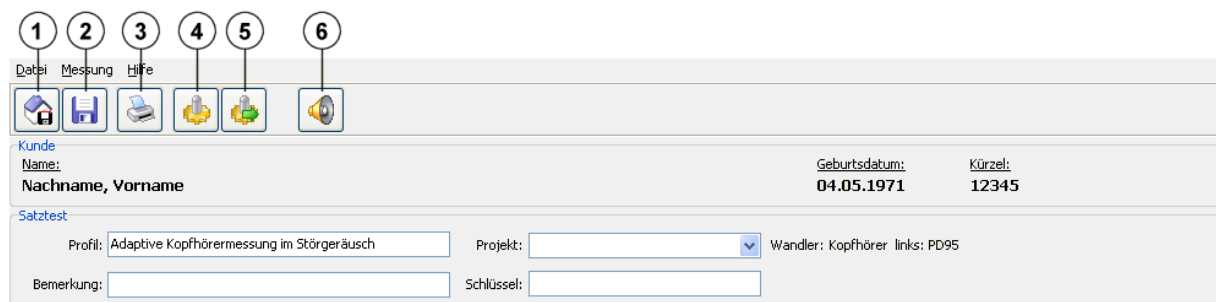 1 2 3 4 5 6
Datei Messung Hilfe
Kunde
Name: Geburtsdatum: Kürzel:
Nachname, Vorname 04.05.1971 12345
Satztest
Profil: Adaptive Kopfhörermessung im Störgeräusch Projekt: Wandler: Kopfhörer links: PD95
Bemerkung: Schlüssel: